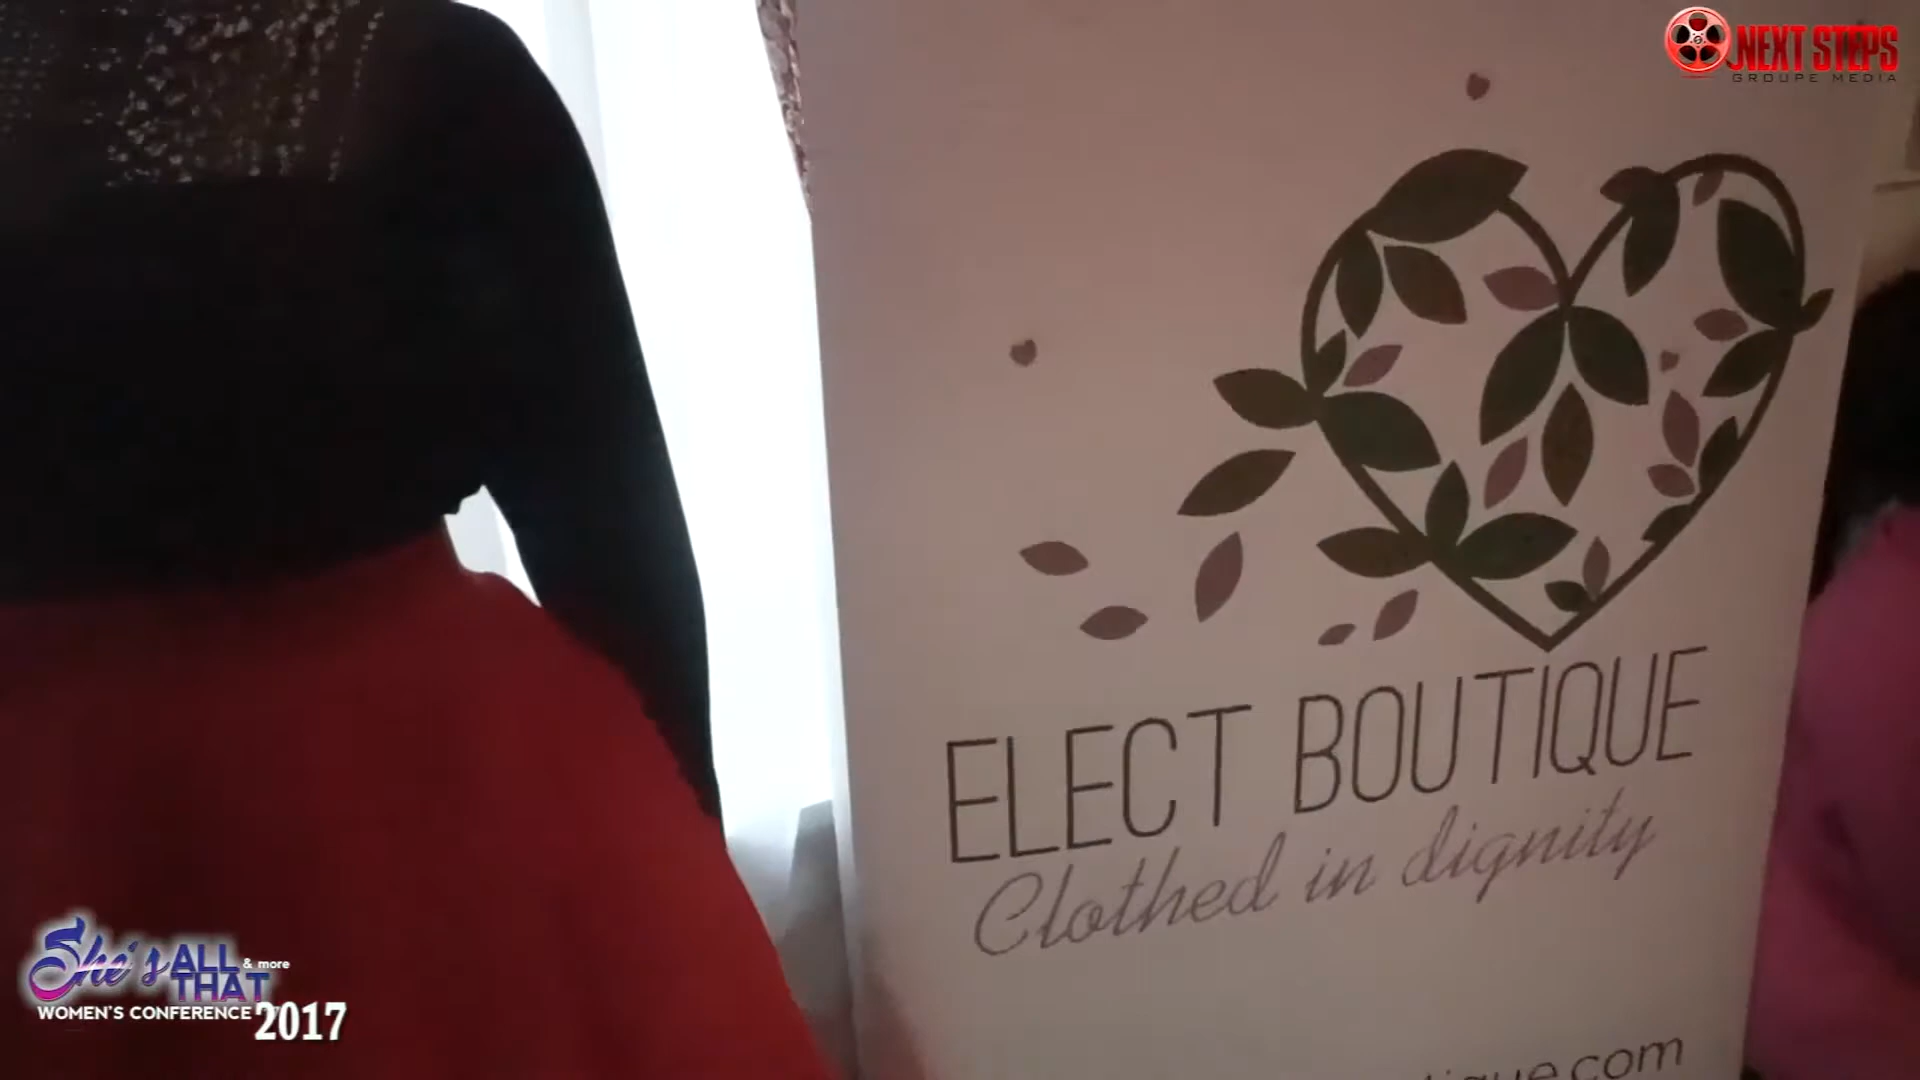 NEXT STEPS
GROUPE MEDIA
ELECT BOUTIQUE
Clothed in dignity
She's ALL THAT & more
WOMEN'S CONFERENCE 2017